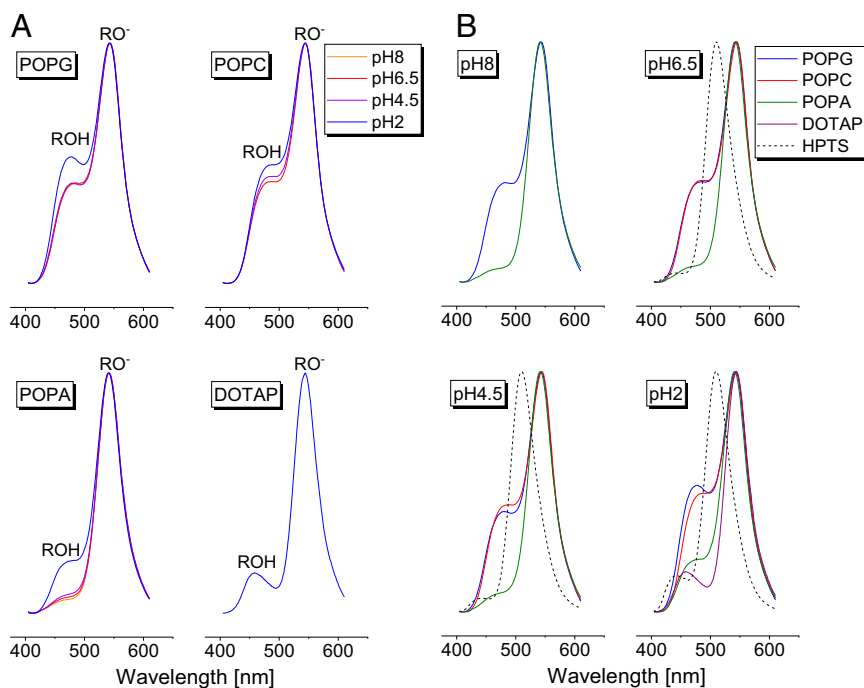 A
B
RO⁻
RO⁻
POPG
POPC
pH8
pH6.5
pH4.5
pH2
ROH
ROH
400 500 600
400 500 600
pH8
pH6.5
POPG
POPC
POPA
DOTAP
HPTS
400 500 600
400 500 600
RO⁻
RO⁻
POPA
DOTAP
ROH
ROH
400 500 600
400 500 600
Wavelength [nm]
pH4.5
pH2
400 500 600
400 500 600
Wavelength [nm]